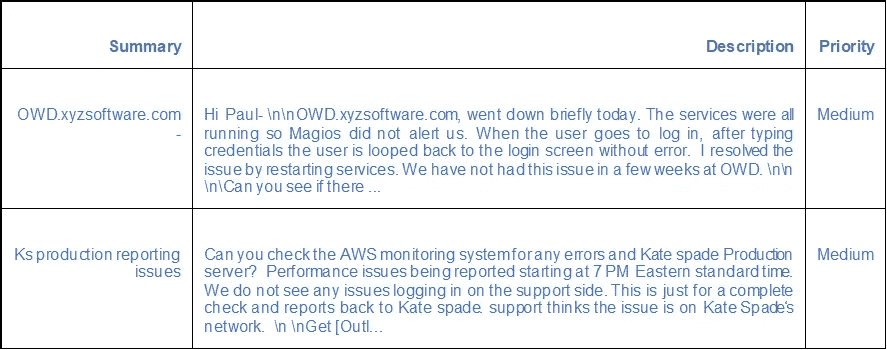 Summary Description Priority
OWD.xyzsoftware.com
-
Hi Paul- \n\nOWD.xyzsoftware.com, went down briefly today. The services were all
running so Magios did not alert us. When the user goes to log in, after typing
credentials the user is looped back to the login screen without error.  I resolved the
issue by restarting services. We have not had this issue in a few weeks at OWD. \n\n
\n\Can you see if there ...
Medium
Ks production reporting
issues
Can you check the AWS monitoring system for any errors and Kate spade Production
server?  Performance issues being reported starting at 7 PM Eastern standard time.
We do not see any issues logging in on the support side. This is just for a complete
check and reports back to Kate spade. support thinks the issue is on Kate Spade's
network.  \n \nGet [Outl...
Medium